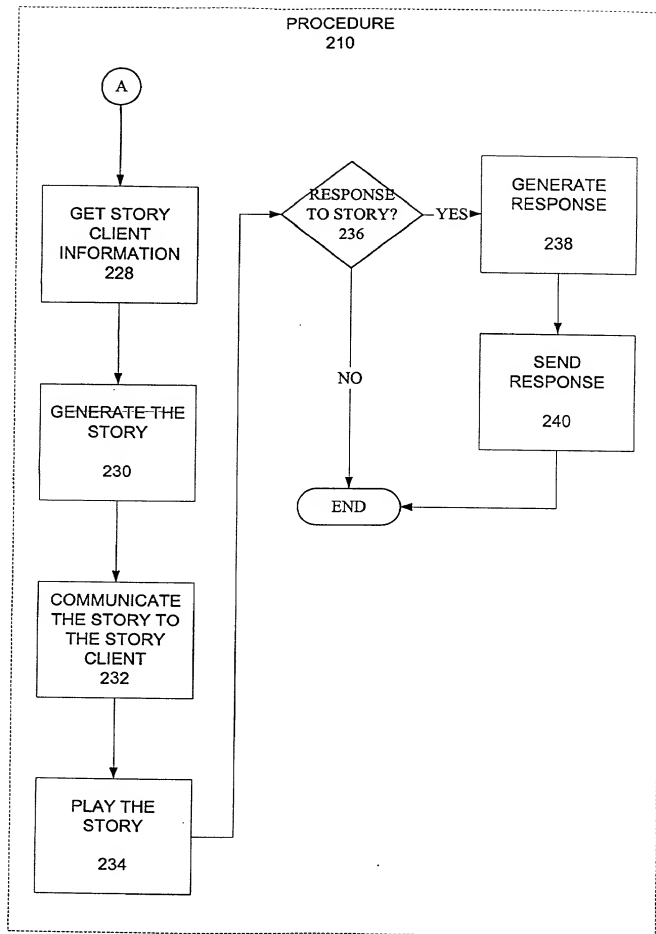 PROCEDURE
210
A
GET STORY
CLIENT
INFORMATION
228
GENERATE THE
STORY
230
COMMUNICATE
THE STORY TO
THE STORY
CLIENT
232
PLAY THE
STORY
234
RESPONSE
TO STORY?
236
YES
NO
GENERATE
RESPONSE
238
SEND
RESPONSE
240
END